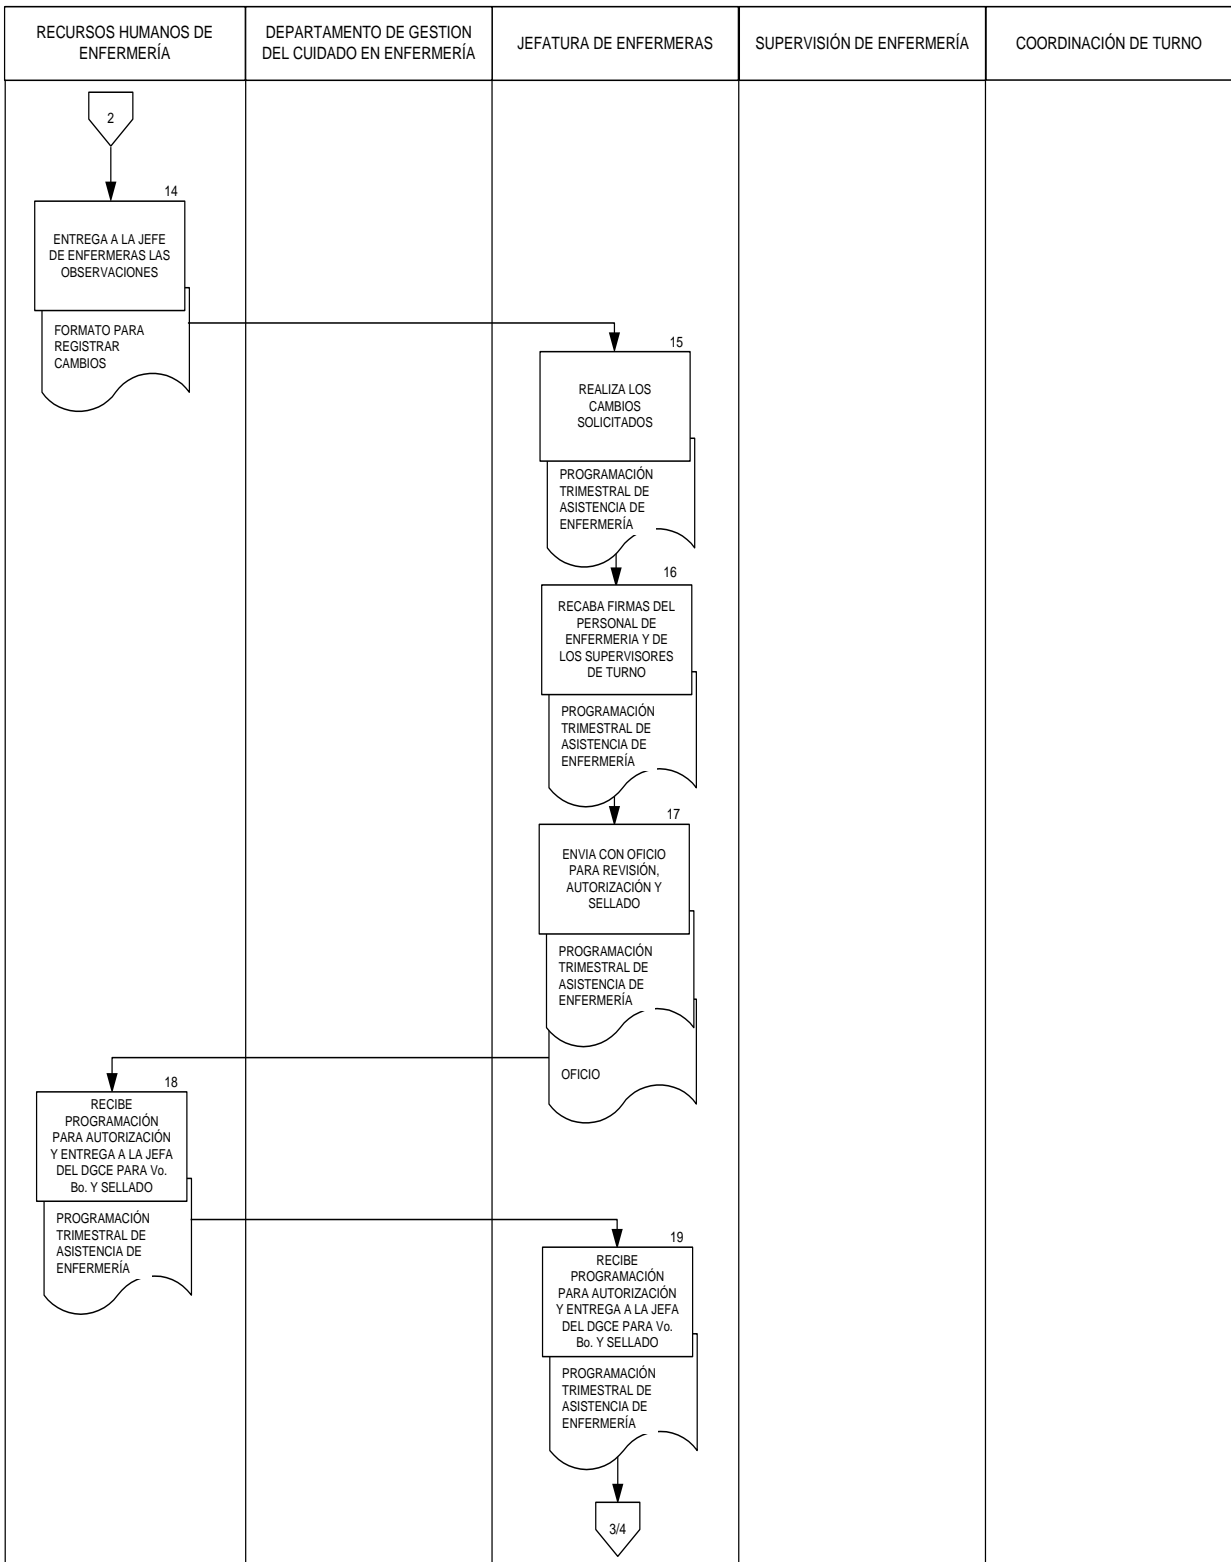 RECURSOS HUMANOS DE
ENFERMERÍA
DEPARTAMENTO DE GESTION
DEL CUIDADO EN ENFERMERÍA
JEFATURA DE ENFERMERAS
SUPERVISIÓN DE ENFERMERÍA
COORDINACIÓN DE TURNO
2
14
ENTREGA A LA JEFE
DE ENFERMERAS LAS
OBSERVACIONES
FORMATO PARA
REGISTRAR
CAMBIOS
15
REALIZA LOS
CAMBIOS
SOLICITADOS
PROGRAMACIÓN
TRIMESTRAL DE
ASISTENCIA DE
ENFERMERÍA
16
RECABA FIRMAS DEL
PERSONAL DE
ENFERMERIA Y DE
LOS SUPERVISORES
DE TURNO
PROGRAMACIÓN
TRIMESTRAL DE
ASISTENCIA DE
ENFERMERÍA
17
ENVIA CON OFICIO
PARA REVISIÓN,
AUTORIZACIÓN Y
SELLADO
PROGRAMACIÓN
TRIMESTRAL DE
ASISTENCIA DE
ENFERMERÍA
OFICIO
18
RECIBE
PROGRAMACIÓN
PARA AUTORIZACIÓN
Y ENTREGA A LA JEFA
DEL DGCE PARA Vo.
Bo. Y SELLADO
PROGRAMACIÓN
TRIMESTRAL DE
ASISTENCIA DE
ENFERMERÍA
19
RECIBE
PROGRAMACIÓN
PARA AUTORIZACIÓN
Y ENTREGA A LA JEFA
DEL DGCE PARA Vo.
Bo. Y SELLADO
PROGRAMACIÓN
TRIMESTRAL DE
ASISTENCIA DE
ENFERMERÍA
3/4